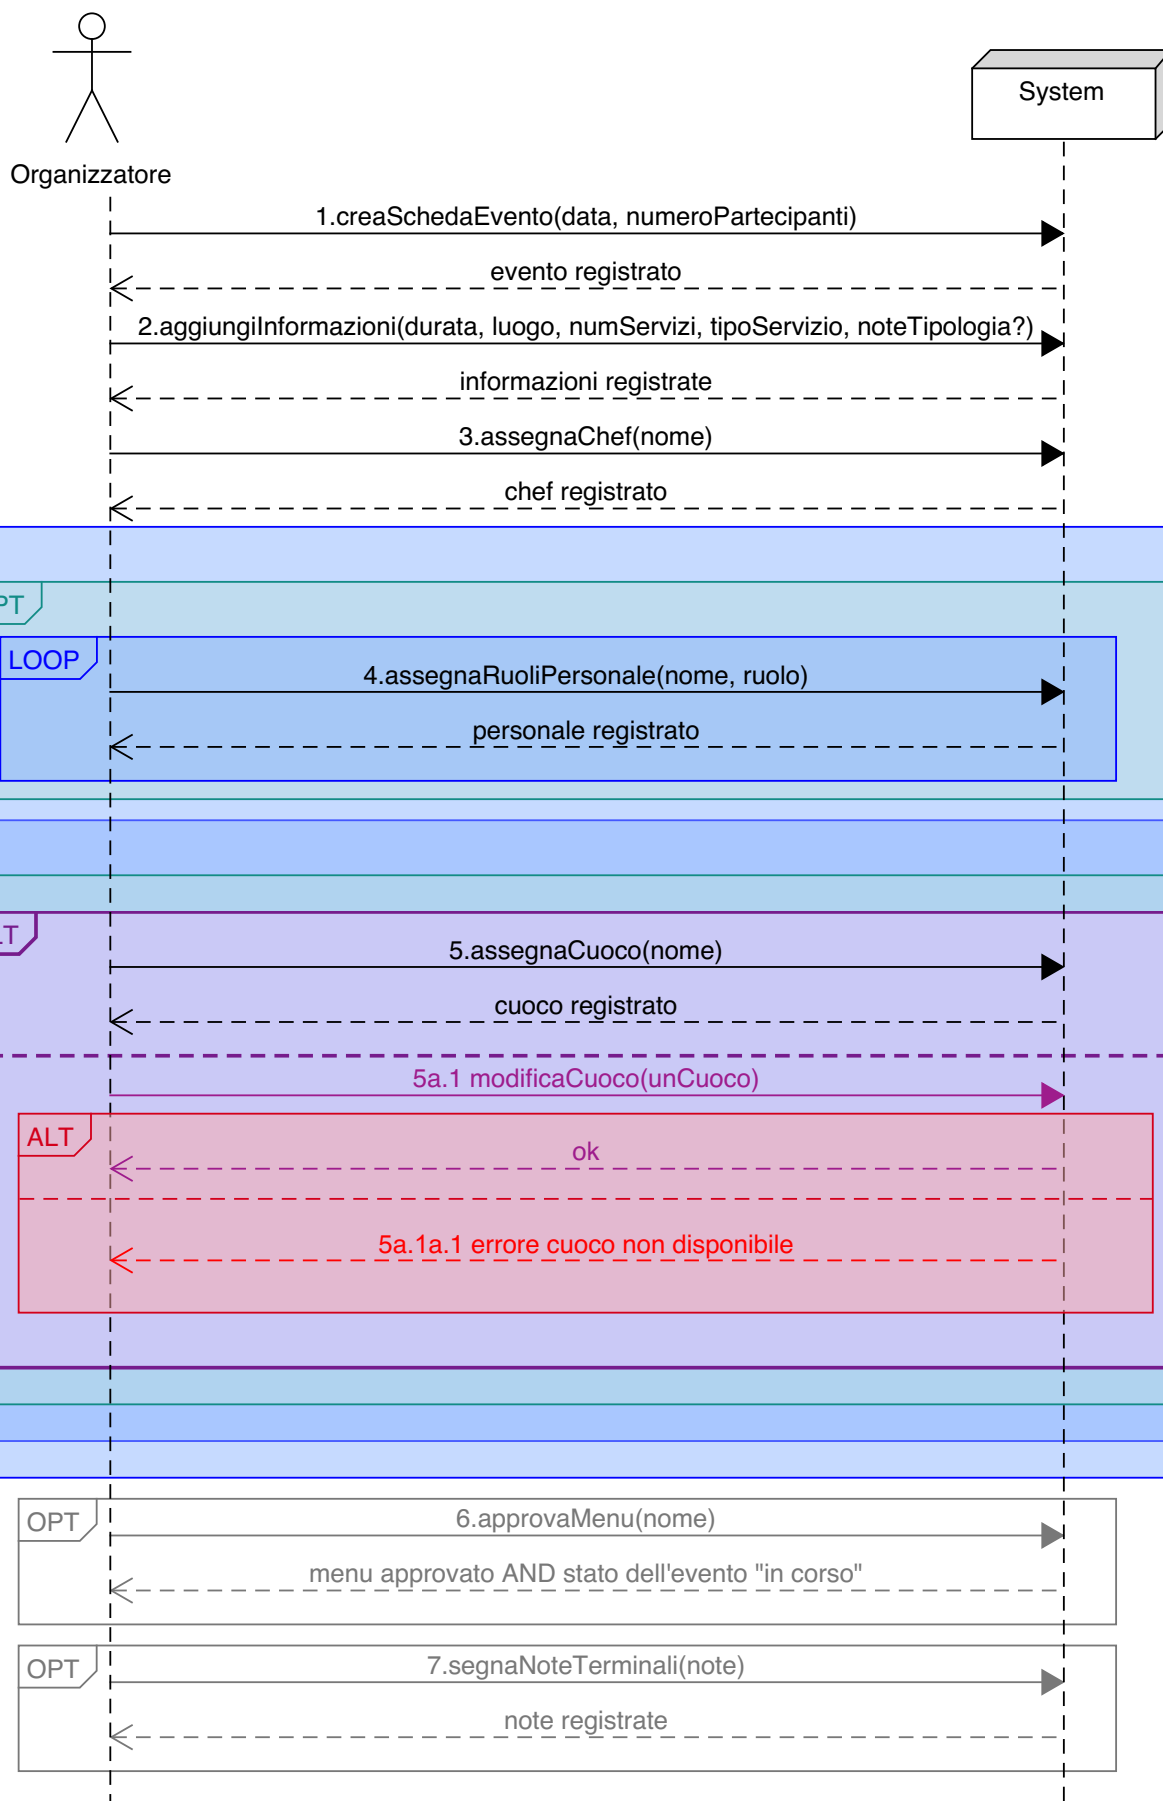 System
Organizzatore
1.creaSchedaEvento(data, numeroPartecipanti)
evento registrato
2.aggiungiInformazioni(durata, luogo, numServizi, tipoServizio, noteTipologia?)
informazioni registrate
3.assegnaChef(nome)
chef registrato
PT
LOOP
4.assegnaRuoliPersonale(nome, ruolo)
personale registrato
LT
5.assegnaCuoco(nome)
cuoco registrato
5a.1 modificaCuoco(unCuoco)
ALT
ok
5a.1a.1 errore cuoco non disponibile
OPT
6.approvaMenu(nome)
menu approvato AND stato dell'evento "in corso"
OPT
7.segnaNoteTerminali(note)
note registrate